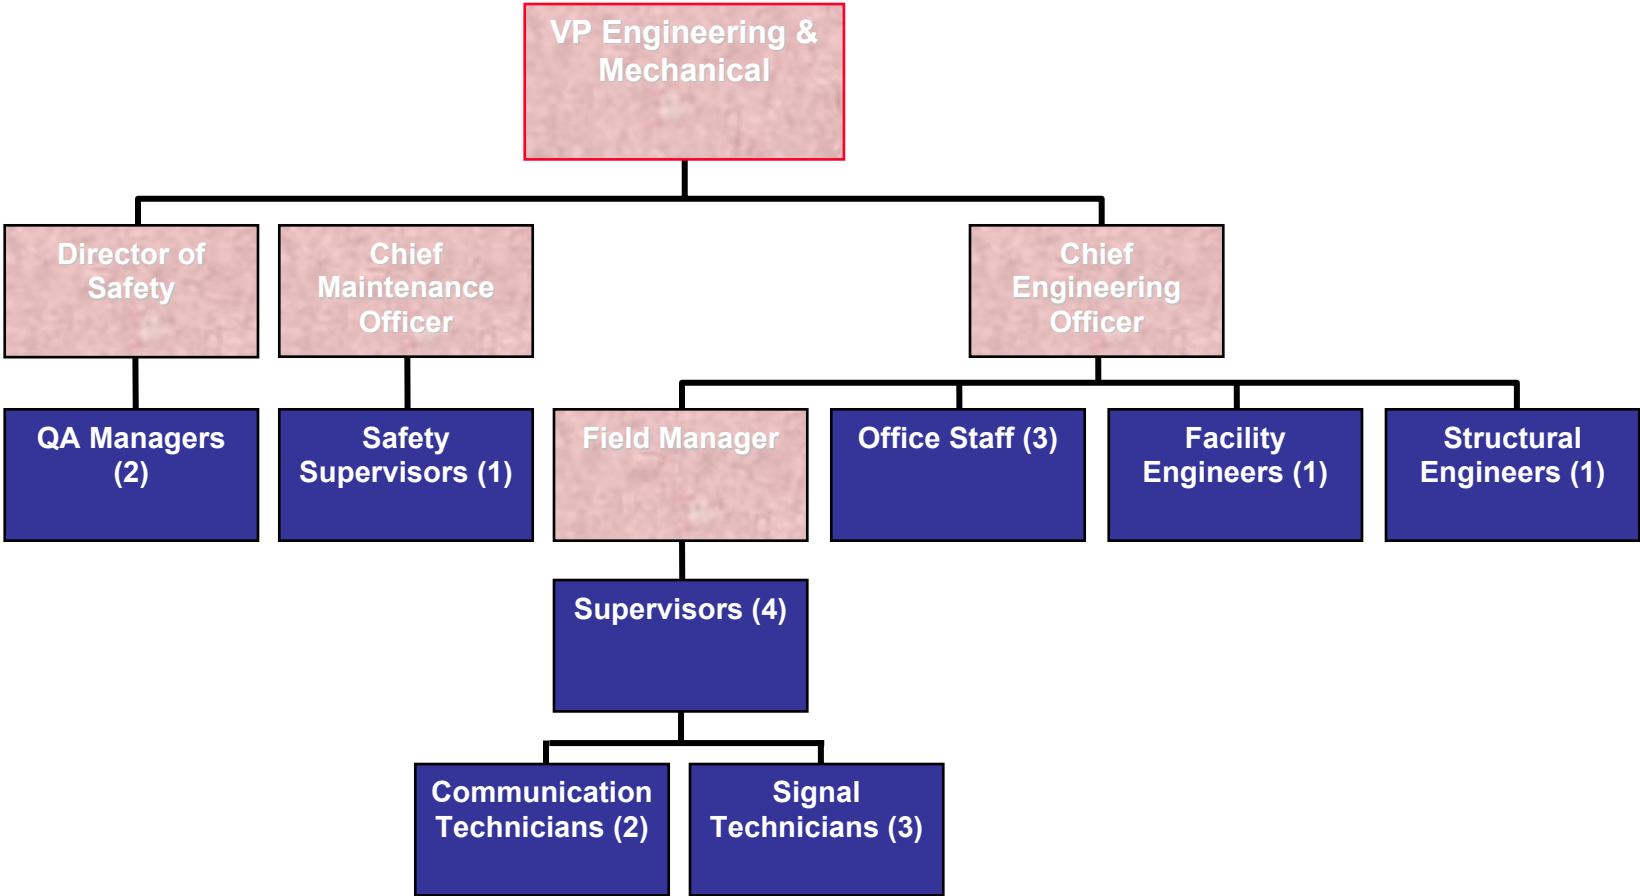 VP Engineering &
Mechanical
Director of
Safety
Chief
Maintenance
Officer
Chief
Engineering
Officer
QA Managers
(2)
Safety
Supervisors (1)
Field Manager
Office Staff (3)
Facility
Engineers (1)
Structural
Engineers (1)
Supervisors (4)
Communication
Technicians (2)
Signal
Technicians (3)